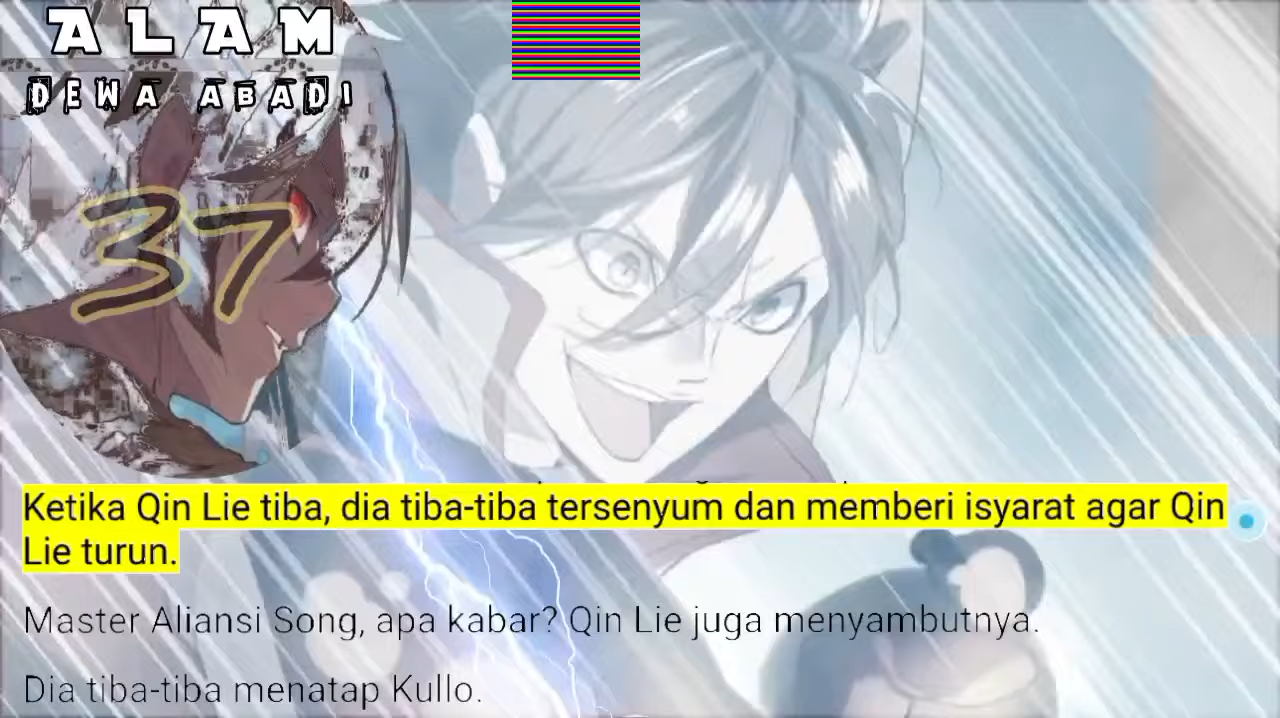 ALAM
DEWA ABADI
37
Ketika Qin Lie tiba, dia tiba-tiba tersenyum dan memberi isyarat agar Qin
Lie turun.
Master Aliansi Song, apa kabar? Qin Lie juga menyambutnya.
Dia tiba-tiba menatap Kullo.